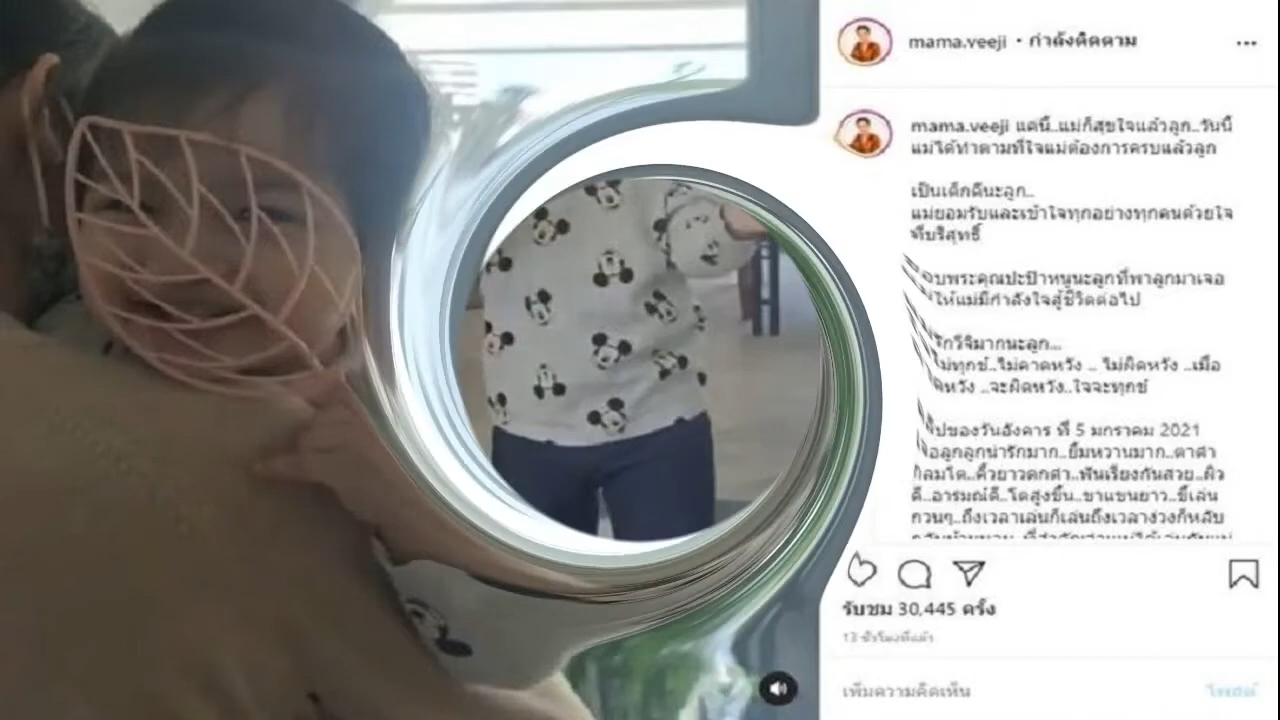 mama.veeji • กำลังติดตาม
mama.veeji แค่นี้..แม่ก็สุขใจแล้วลูก..วันนี้
แม่ได้ทำตามที่ใจแม่ต้องการครบแล้วลูก
เป็นเด็กดีนะลูก..
แม่ยอมรับและเข้าใจทุกอย่างทุกคนด้วยใจ
ที่บริสุทธิ์
พระคุณปะป๊าหนูนะลูกที่พาลูกมาเจอ
ให้แม่มีกำลังใจสู้ชีวิตต่อไป
รักวีจิมากนะลูก...
ไม่ทุกข์..ไม่คาดหวัง .. ไม่ผิดหวัง ..เมื่อ
หวัง ..จะผิดหวัง..ใจจะทุกข์
ของวันอังคาร ที่ 5 มกราคม 2021
ลูกลูกน่ารักมาก..ยิ้มหวานมาก..ตาดำ
กลมโต..คิ้วยาวดกดำ..ฟันเรียงกันสวย..ผิว
ดี..อารมณ์ดี..โตสูงขึ้น..ขาแขนยาว..ขี้เล่น
กวนๆ..ถึงเวลาเล่นก็เล่นถึงเวลาง่วงก็หลับ
รับชม 30,445 ครั้ง
13 ชั่วโมงที่แล้ว
เพิ่มความคิดเห็น
โพสต์